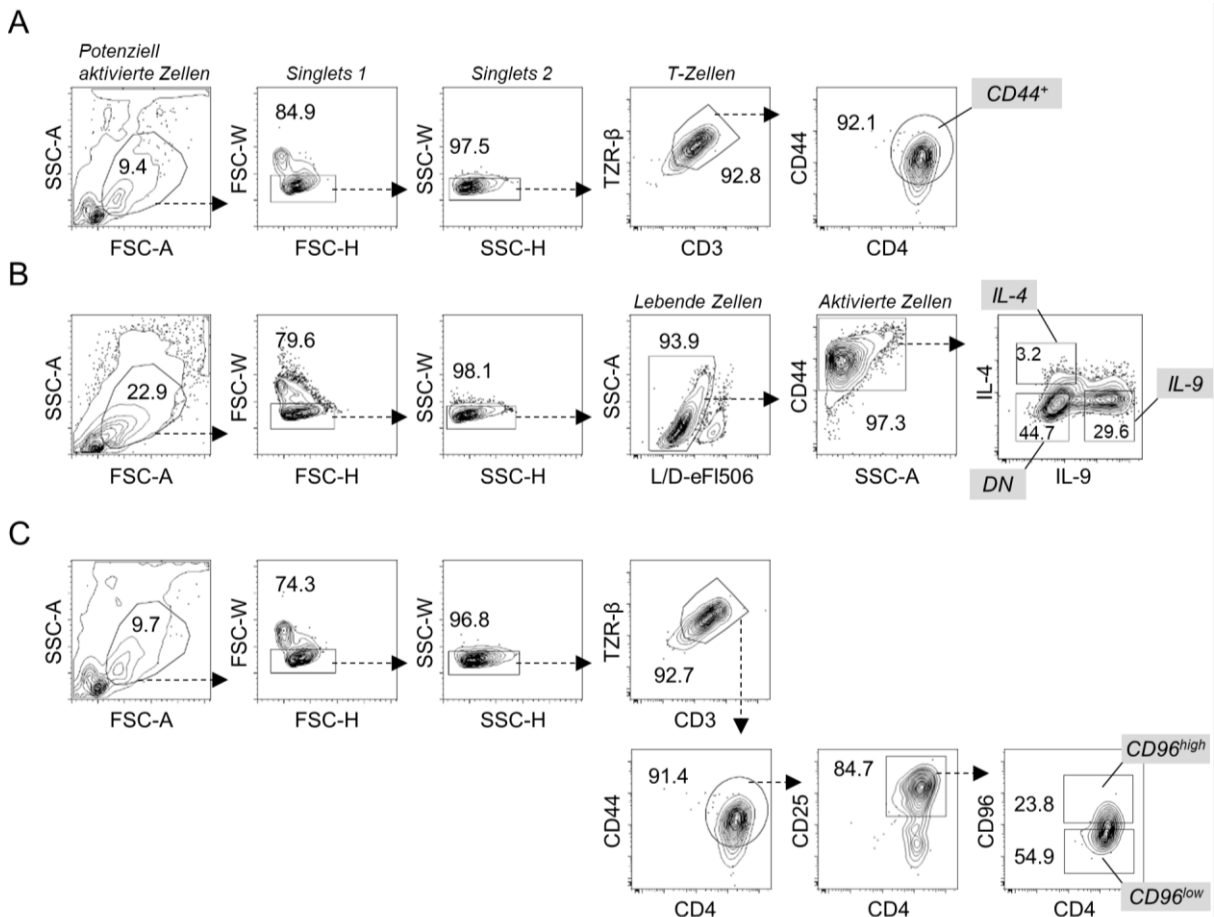 A
Potenziell
aktivierte Zellen
Singlets 1
Singlets 2
T-Zellen
CD44+
SSC-A
9.4
FSC-A
FSC-W
84.9
FSC-H
SSC-W
97.5
SSC-H
TZR-β
92.8
CD3
CD44
92.1
CD4
B
Lebende Zellen
Aktivierte Zellen
IL-4
SSC-A
22.9
FSC-A
FSC-W
79.6
FSC-H
SSC-W
98.1
SSC-H
SSC-A
93.9
L/D-eFl506
CD44
97.3
SSC-A
IL-4
3.2
IL-9
44.7
29.6
DN
IL-9
C
SSC-A
9.7
FSC-A
FSC-W
74.3
FSC-H
SSC-W
96.8
SSC-H
TZR-β
92.7
CD3
CD44
91.4
CD4
CD25
84.7
CD4
CD96
CD96high
23.8
54.9
CD96low
CD4